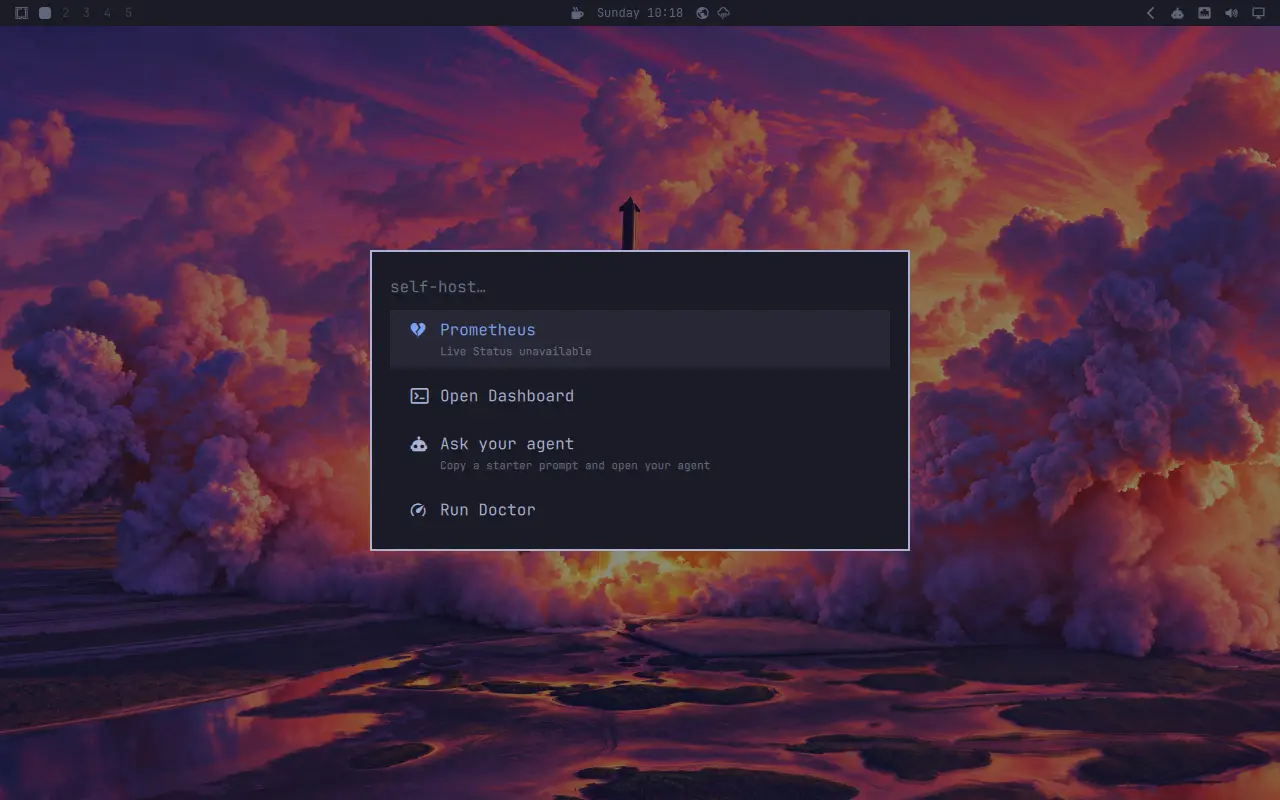 2 3 4 5
Sunday 10:18
self-host…
Prometheus
Live Status unavailable
Open Dashboard
Ask your agent
Copy a starter prompt and open your agent
Run Doctor